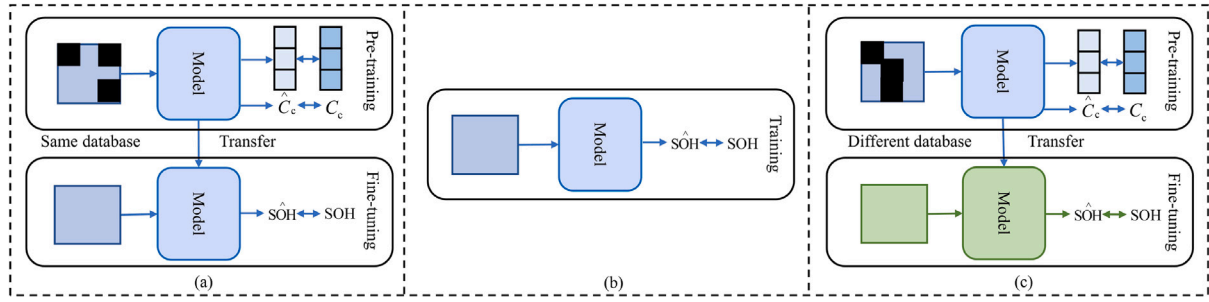 Model
Ĉc
Cc
Pre-training
Same database
Transfer
Model
SÔH
SOH
Fine-tuning
(a)
Model
SÔH
SOH
Training
(b)
Model
Ĉc
Cc
Pre-training
Different database
Transfer
Model
SÔH
SOH
Fine-tuning
(c)